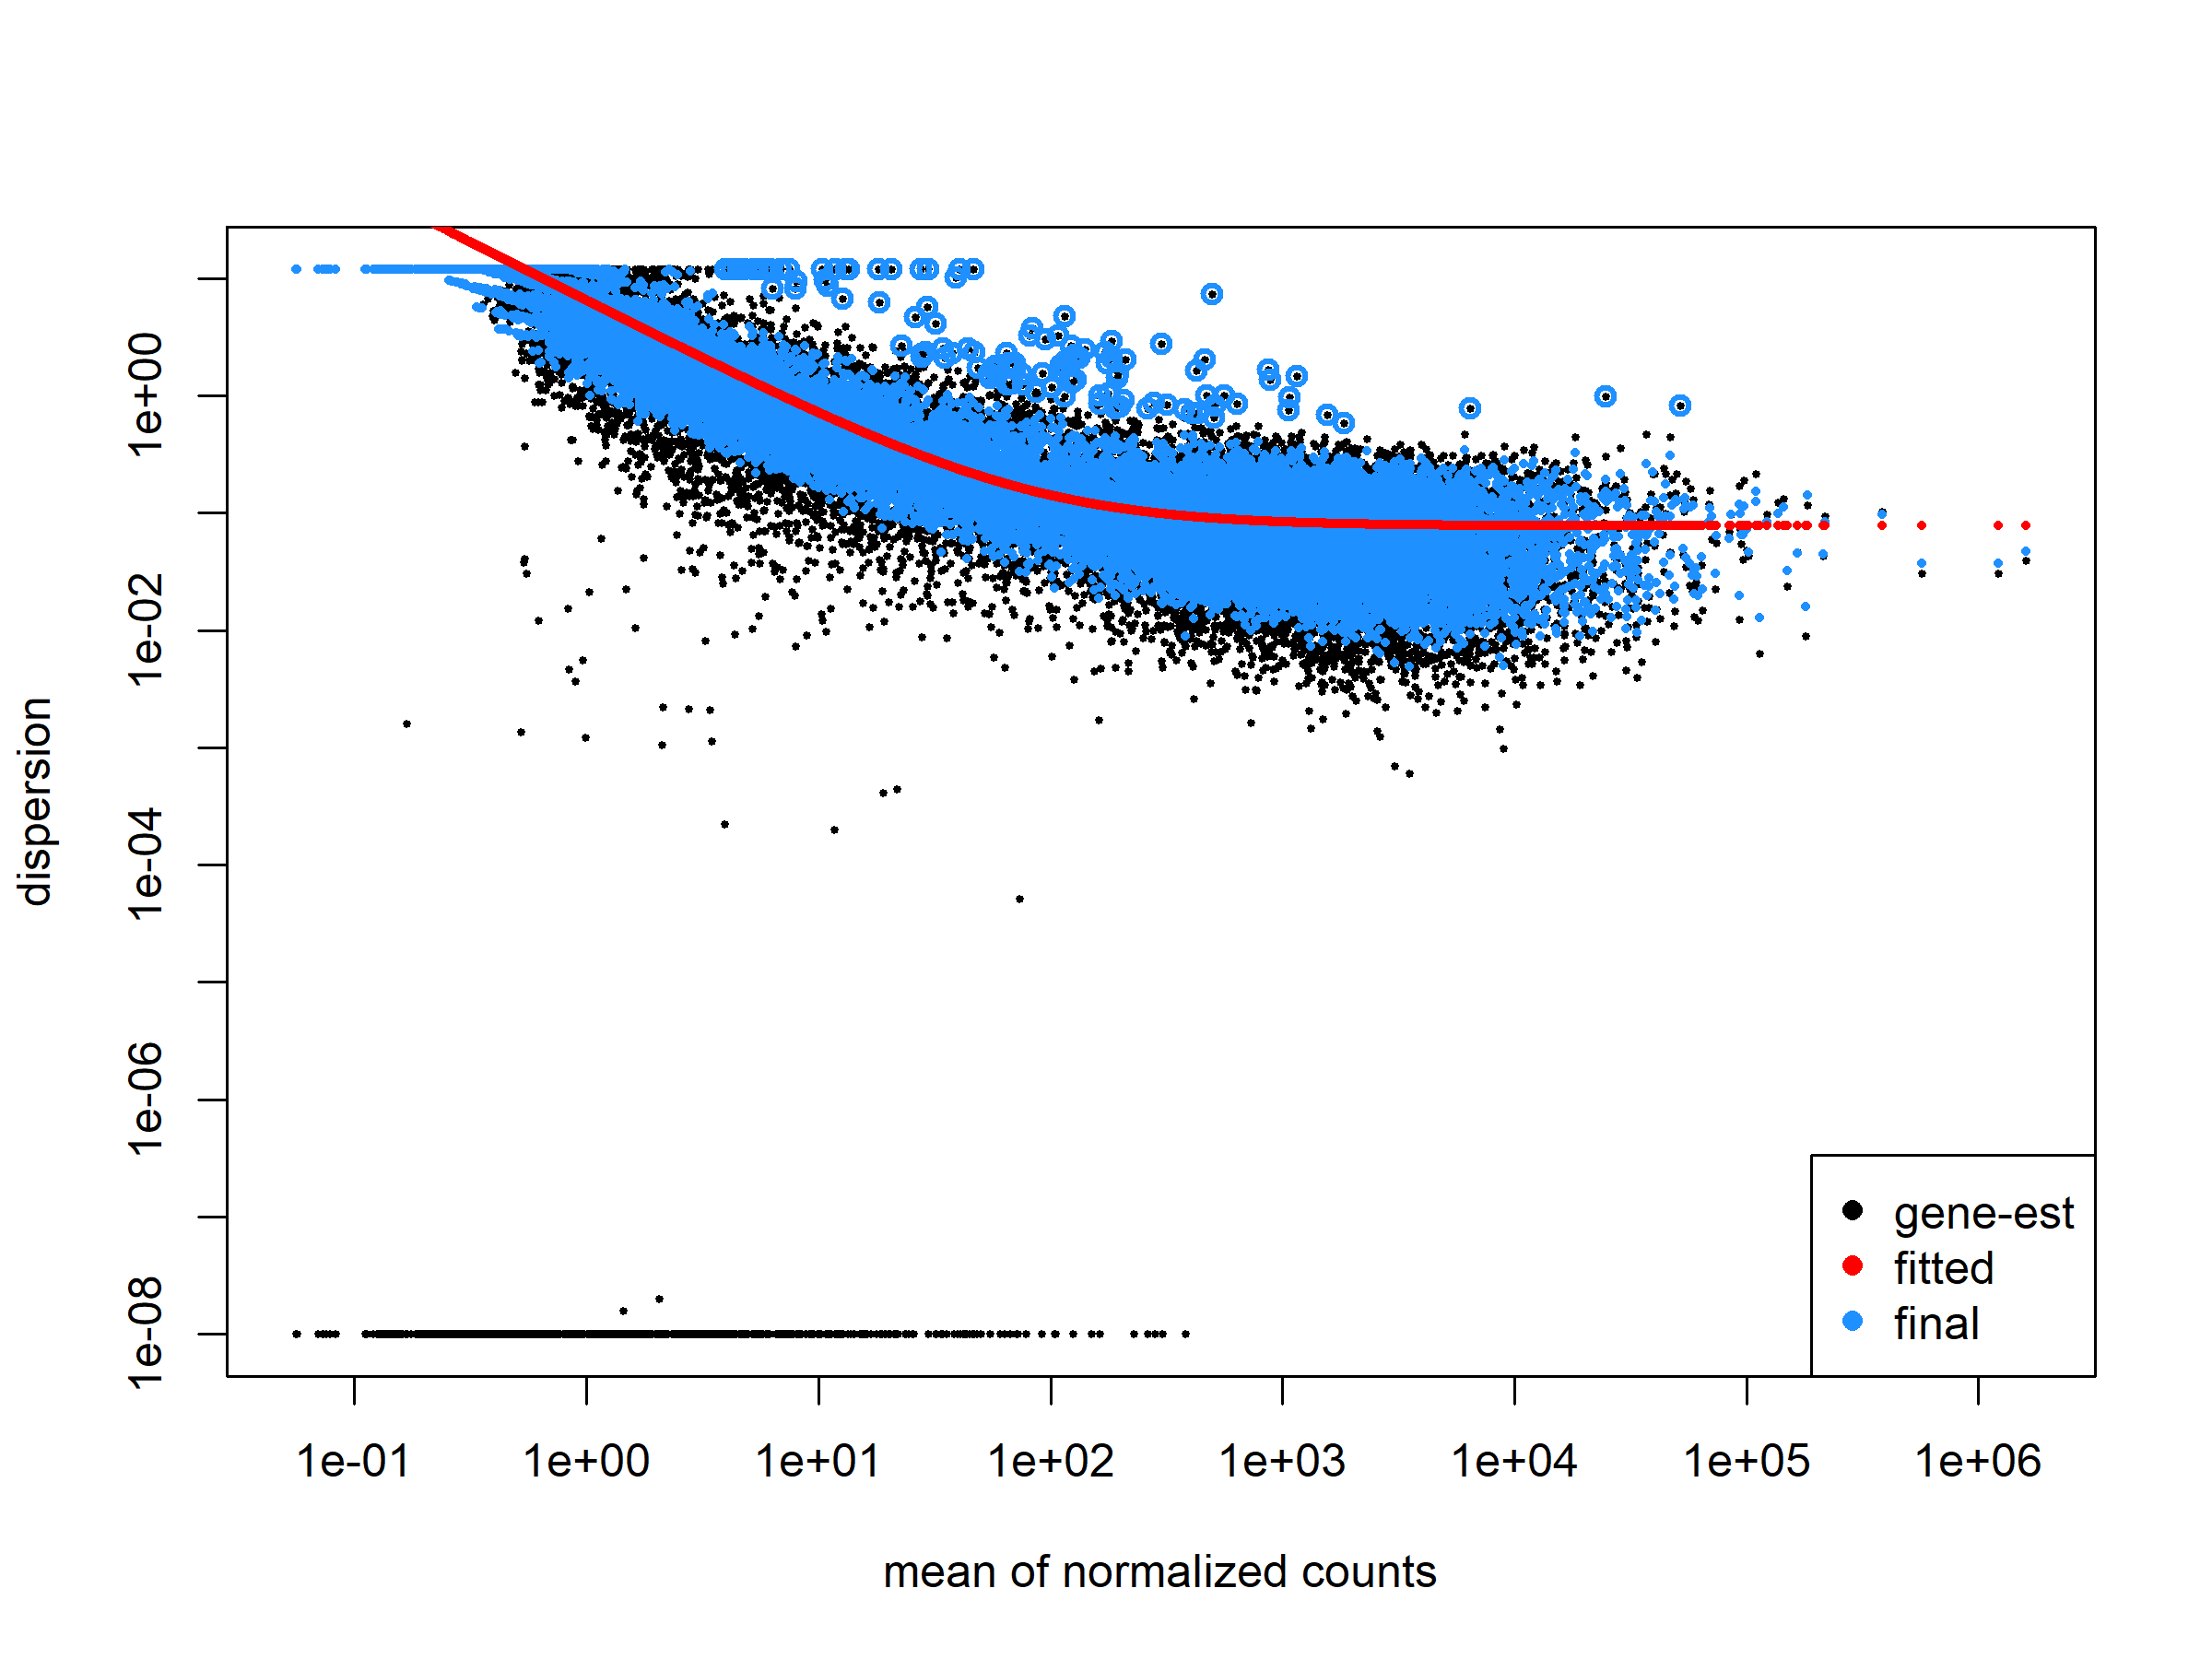 dispersion
1e+00
1e-02
1e-04
1e-06
1e-08
1e-01 1e+00 1e+01 1e+02 1e+03 1e+04 1e+05 1e+06
mean of normalized counts
gene-est
fitted
final